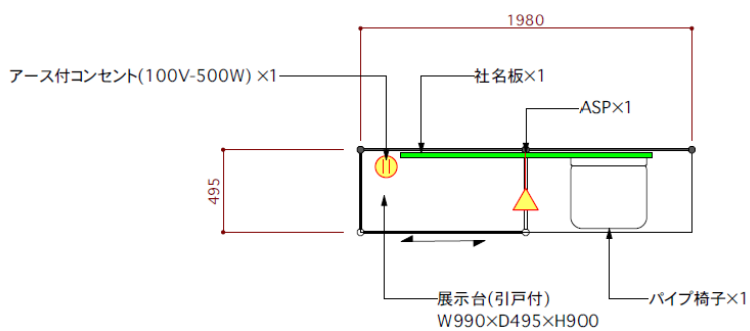 1980
アース付コンセント(100V-500W) ×1
社名板×1
ASP×1
495
展示台(引戸付)
W990×D495×H900
パイプ椅子×1